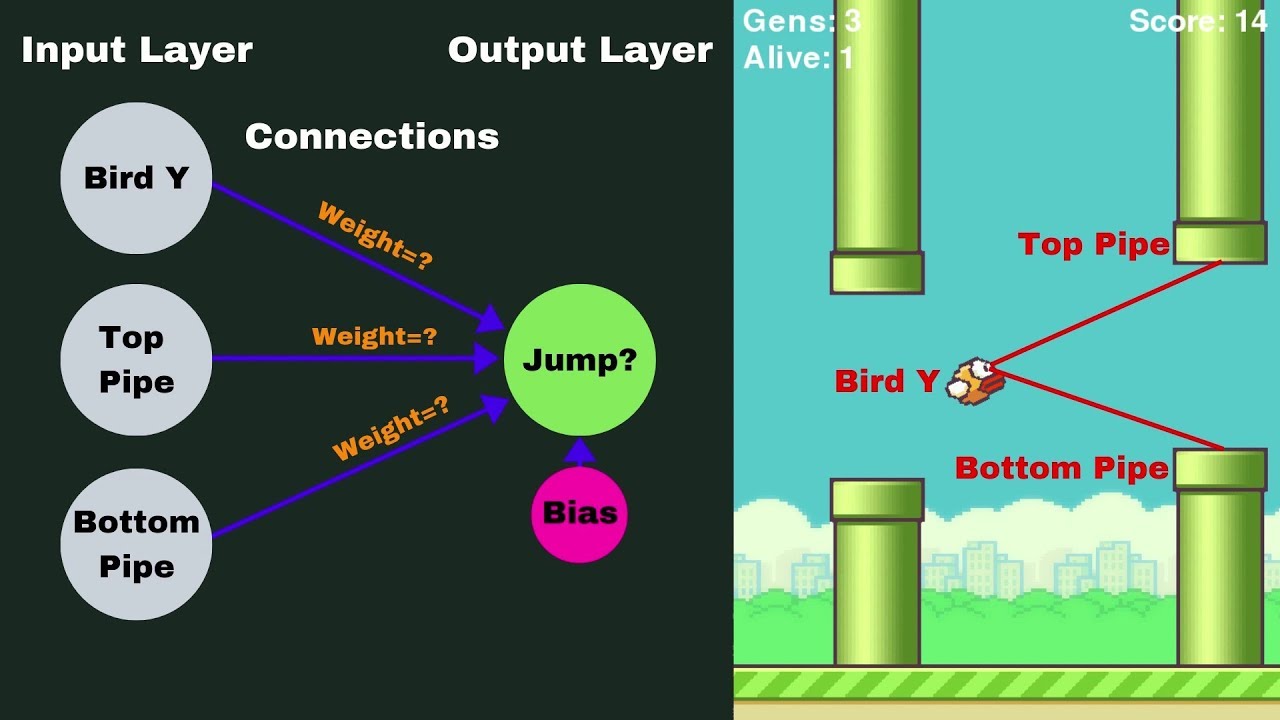 Input Layer
Output Layer
Connections
Bird Y
Top
Pipe
Bottom
Pipe
Weight=?
Weight=?
Weight=?
Jump?
Bias
Gens: 3
Alive: 1
Score: 14
Top Pipe
Bird Y
Bottom Pipe